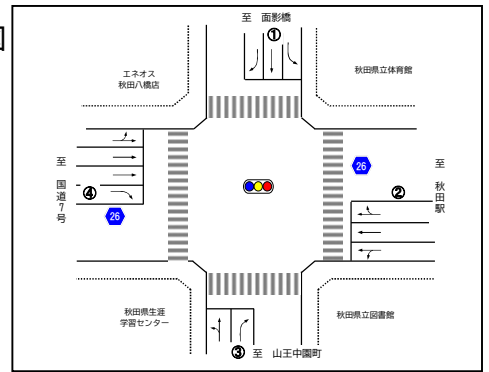 図
至 面影橋
①
エネオス
秋田八橋店
秋田県立体育館
至 国道7号
④
26
26
至 秋田駅
②
秋田県生涯
学習センター
秋田県立図書館
③ 至 山王中園町